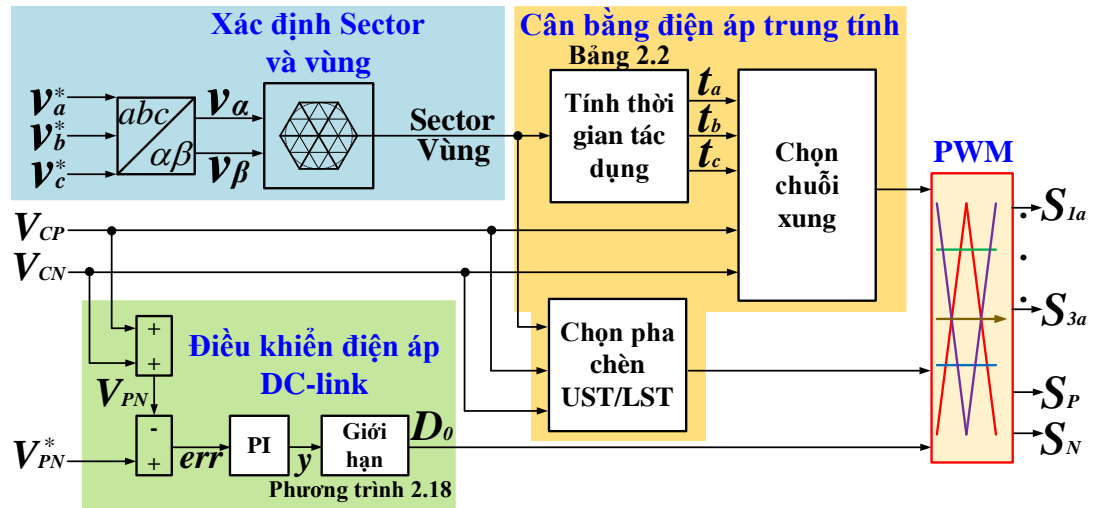 Xác định Sector
và vùng
v*a
v*b
v*c
abc
αβ
vα
vβ
Sector
Vùng
Cân bằng điện áp trung tính
Bảng 2.2
Tính thời
gian tác
dụng
ta
tb
tc
Chọn
chuỗi
xung
PWM
S1a
S3a
SP
SN
VCP
VCN
Chọn pha
chèn
UST/LST
Điều khiển điện áp
DC-link
+
+
VPN
-
+
V*PN
err
PI
y
Giới
hạn
D0
Phương trình 2.18